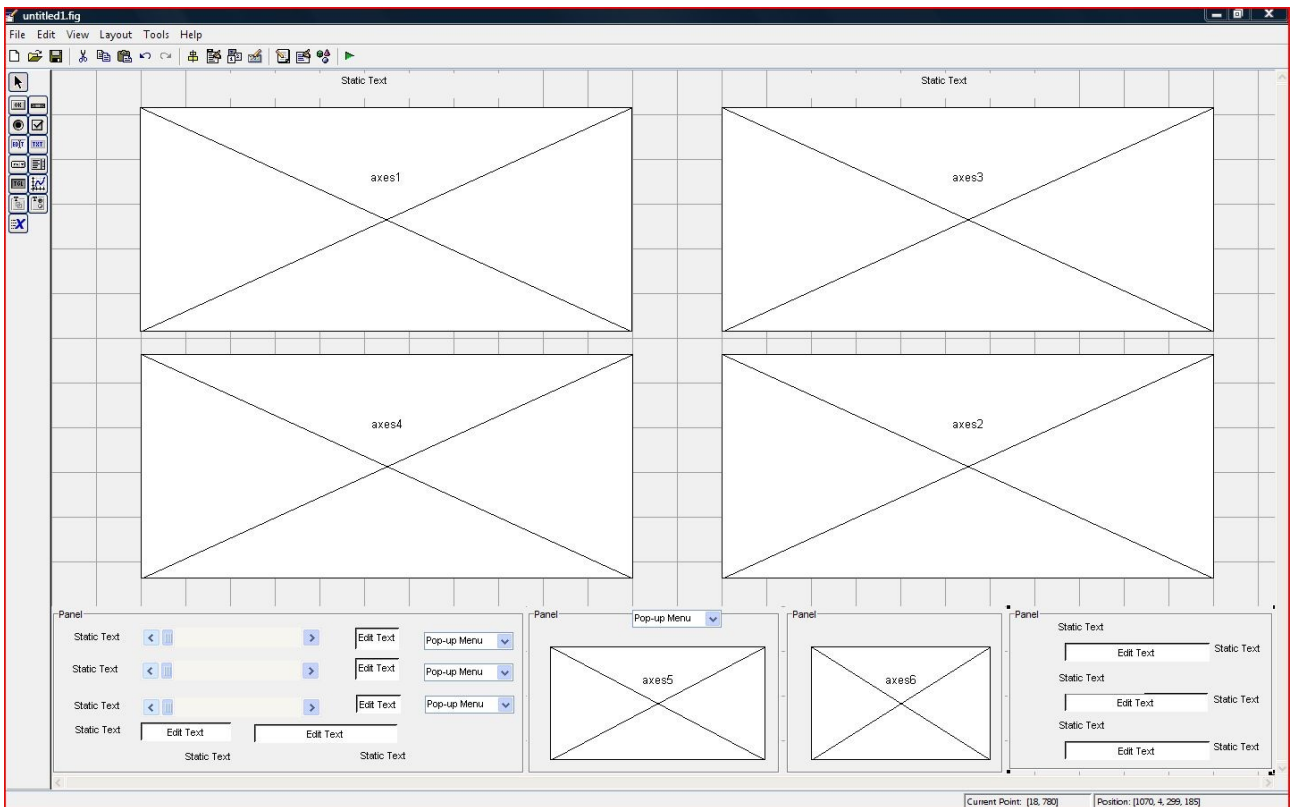 untitled1.fig
File Edit View Layout Tools Help
Static Text Static Text
axes1 axes3
axes4 axes2
Panel Panel Pop-up Menu Panel Panel
Static Text
Static Text Edit Text Pop-up Menu
Edit Text Static Text
Static Text Edit Text Pop-up Menu
axes5 axes6
Static Text
Static Text Edit Text Pop-up Menu
Edit Text Static Text
Static Text Edit Text Edit Text
Static Text
Edit Text Static Text
Static Text Static Text
Current Point: [18, 780] Position: [1070, 4, 299, 185]